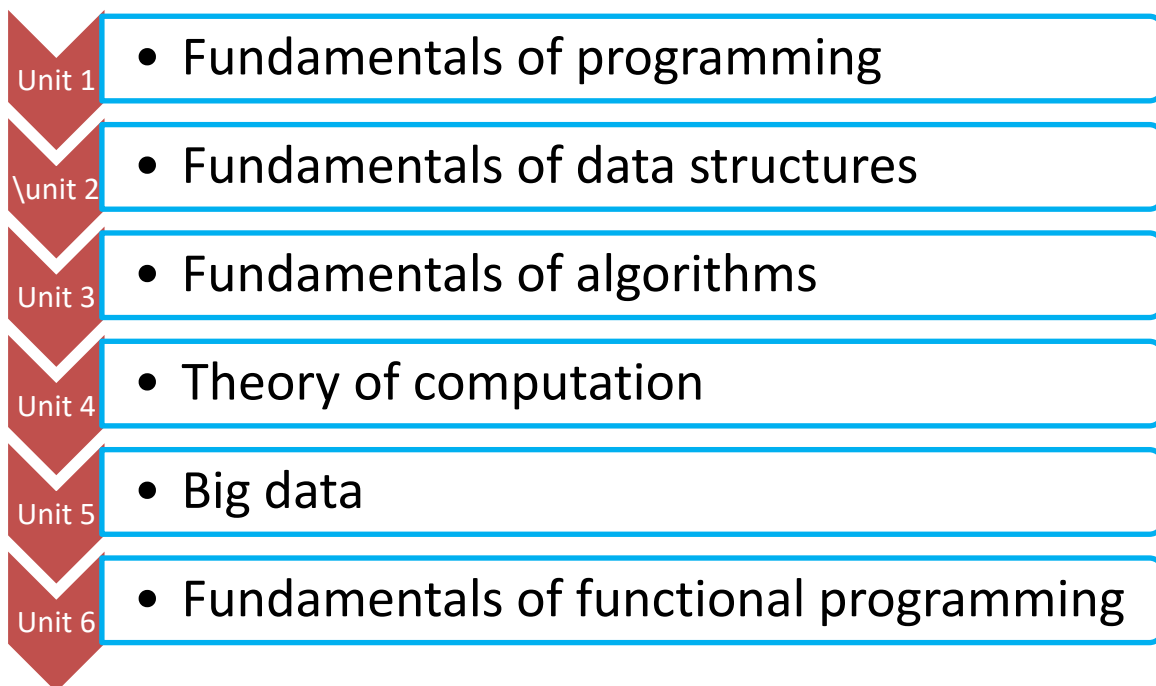 Unit 1
• Fundamentals of programming
\unit 2
• Fundamentals of data structures
Unit 3
• Fundamentals of algorithms
Unit 4
• Theory of computation
Unit 5
• Big data
Unit 6
• Fundamentals of functional programming